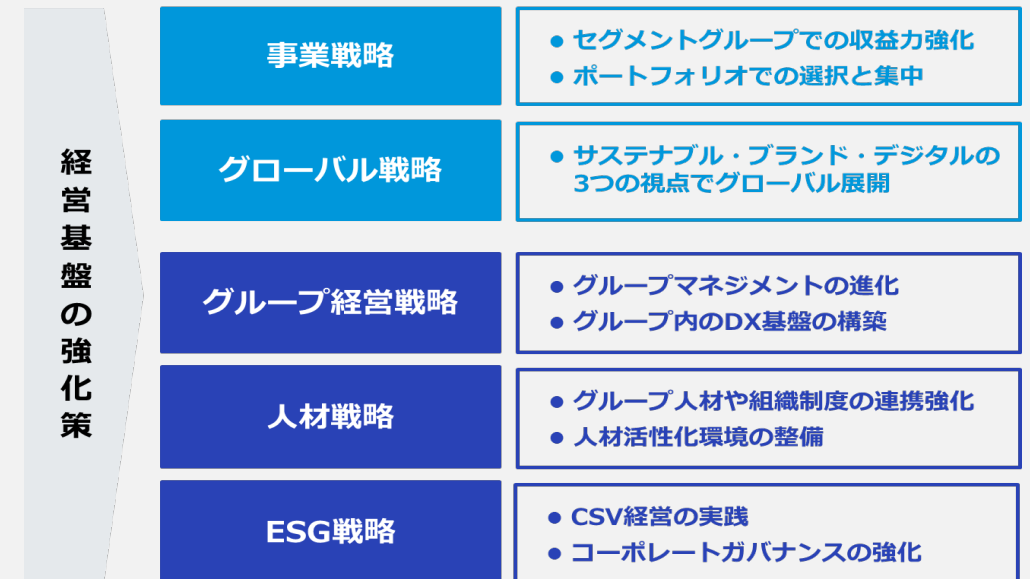 経営基盤の強化策
事業戦略
● セグメントグループでの収益力強化
● ポートフォリオでの選択と集中
グローバル戦略
● サステナブル・ブランド・デジタルの
3つの視点でグローバル展開
グループ経営戦略
● グループマネジメントの進化
● グループ内のDX基盤の構築
人材戦略
● グループ人材や組織制度の連携強化
● 人材活性化環境の整備
ESG戦略
● CSV経営の実践
● コーポレートガバナンスの強化